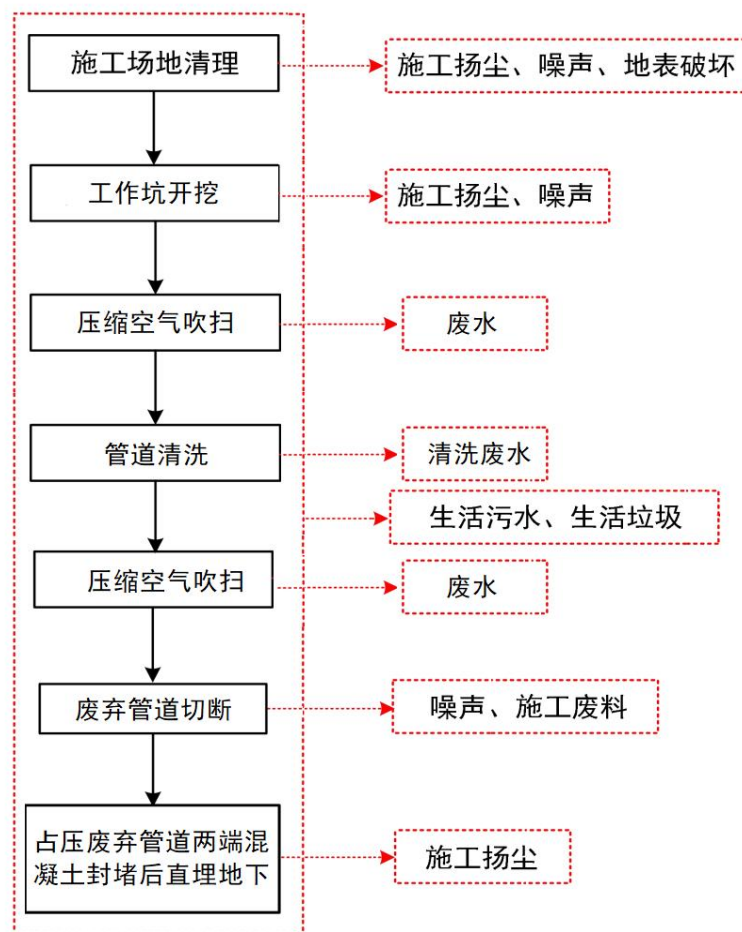 施工场地清理
施工扬尘、噪声、地表破坏
工作坑开挖
施工扬尘、噪声
压缩空气吹扫
废水
管道清洗
清洗废水
生活污水、生活垃圾
压缩空气吹扫
废水
废弃管道切断
噪声、施工废料
占压废弃管道两端混
凝土封堵后直埋地下
施工扬尘